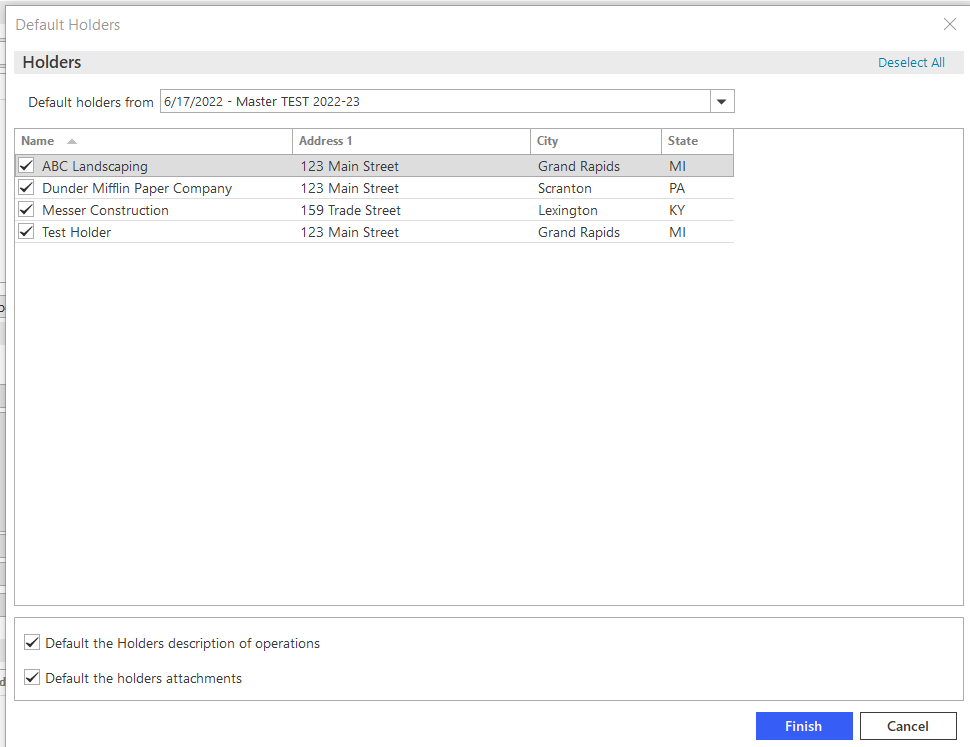 Default Holders
Holders Deselect All
Default holders from 6/17/2022 - Master TEST 2022-23
Name Address 1 City State
ABC Landscaping 123 Main Street Grand Rapids MI
Dunder Mifflin Paper Company 123 Main Street Scranton PA
Messer Construction 159 Trade Street Lexington KY
Test Holder 123 Main Street Grand Rapids MI
Default the Holders description of operations
Default the holders attachments
Finish Cancel